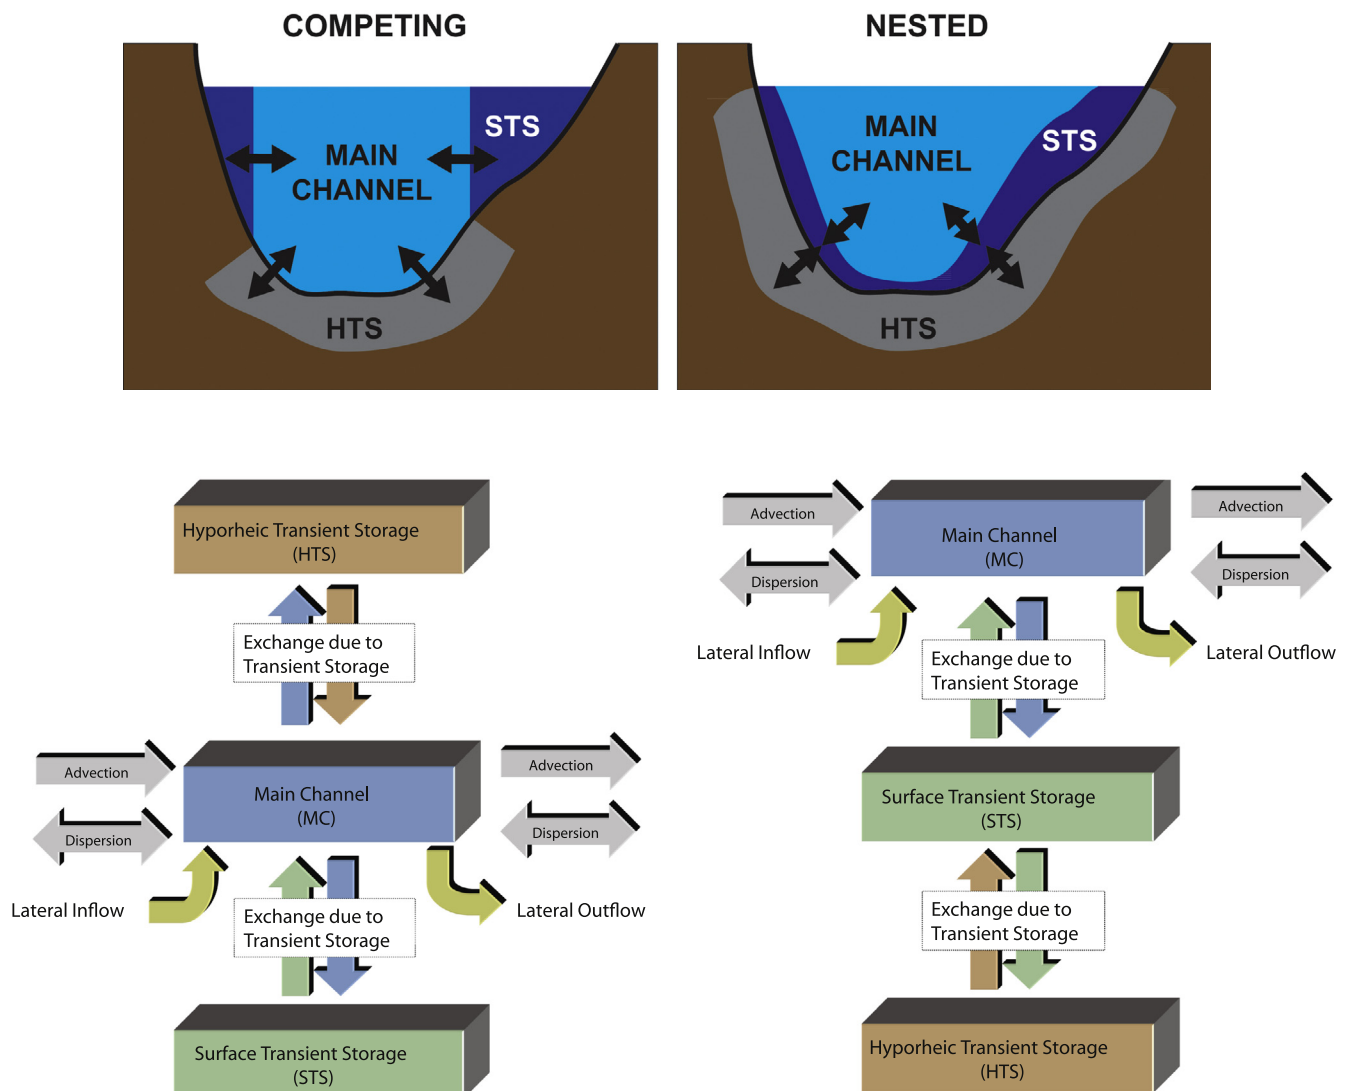 COMPETING
STS
MAIN
CHANNEL
HTS
NESTED
MAIN
CHANNEL
STS
HTS
Hyporheic Transient Storage
(HTS)
Exchange due to
Transient Storage
Advection
Dispersion
Main Channel
(MC)
Advection
Dispersion
Lateral Inflow
Exchange due to
Transient Storage
Lateral Outflow
Surface Transient Storage
(STS)
Advection
Dispersion
Main Channel
(MC)
Advection
Dispersion
Lateral Inflow
Exchange due to
Transient Storage
Lateral Outflow
Surface Transient Storage
(STS)
Exchange due to
Transient Storage
Hyporheic Transient Storage
(HTS)